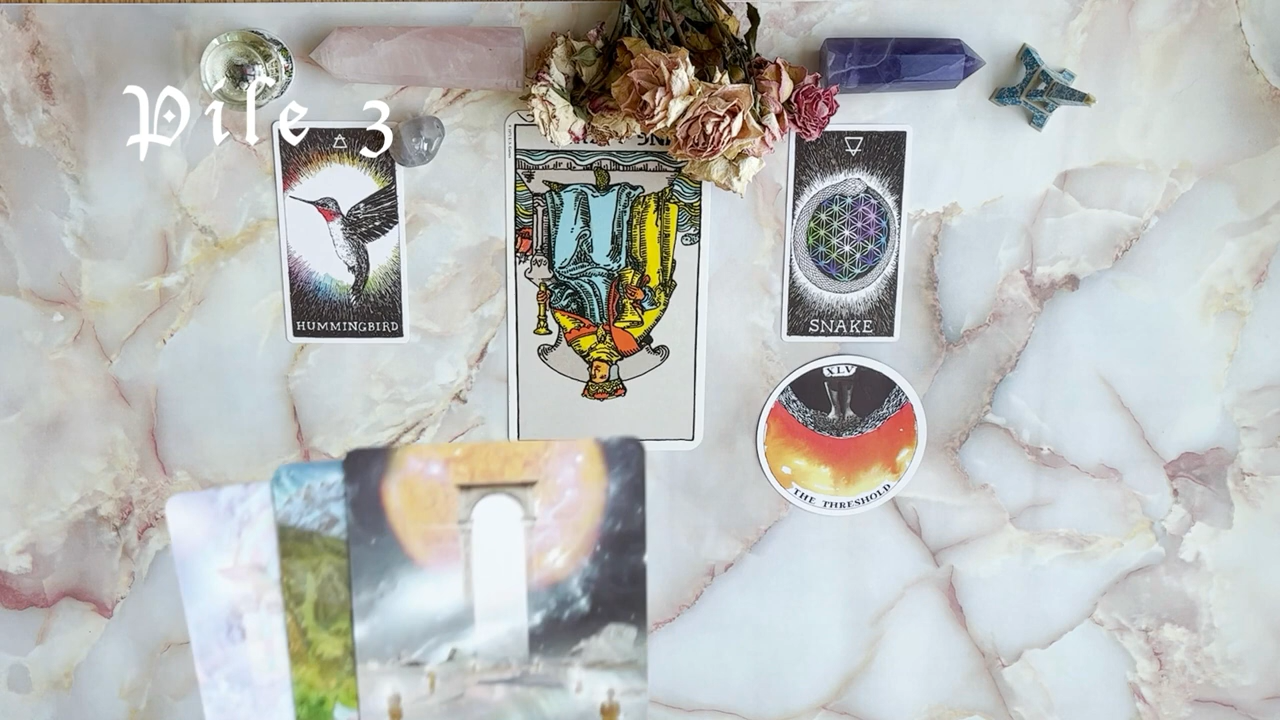 Pile 3
HUMMINGBIRD
SNAKE
XLV
THE THRESHOLD